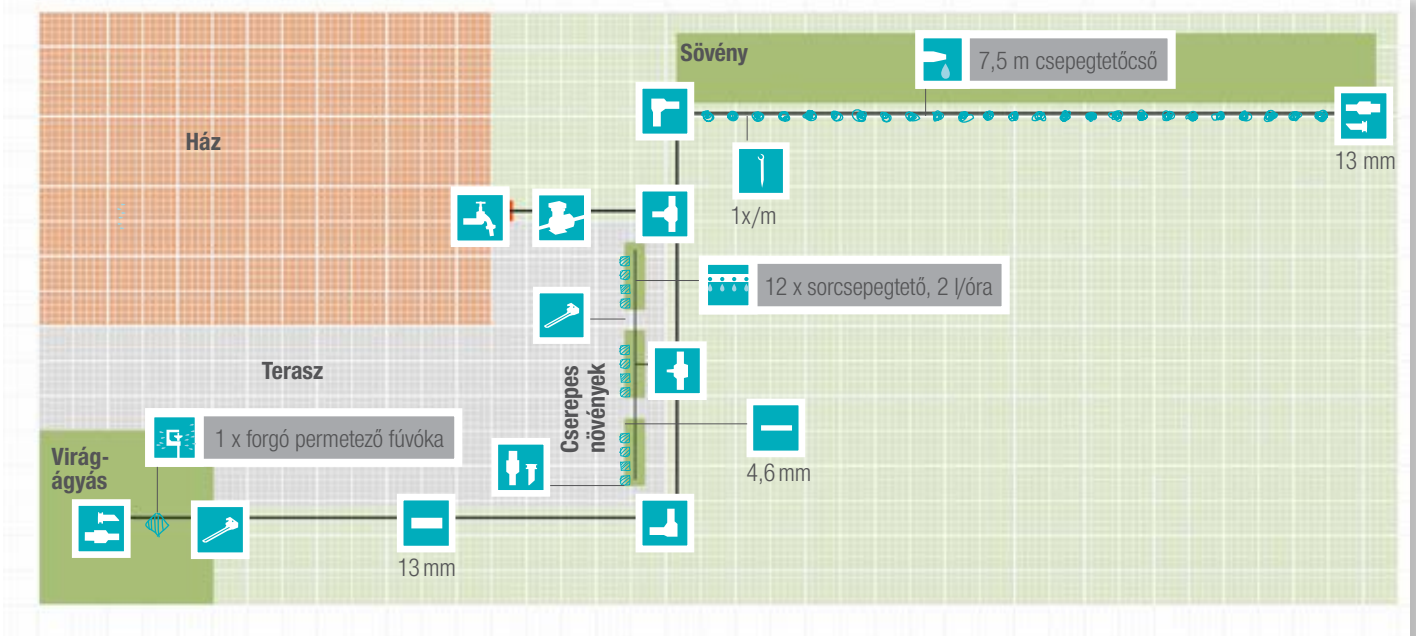 Sövény
7,5 m csepegtetőcső
Ház
13 mm
1x/m
12 x sorcsepegtető, 2 l/óra
Terasz
Cserepes
növények
1 x forgó permetező fúvóka
Virág-
ágyás
4,6 mm
13 mm